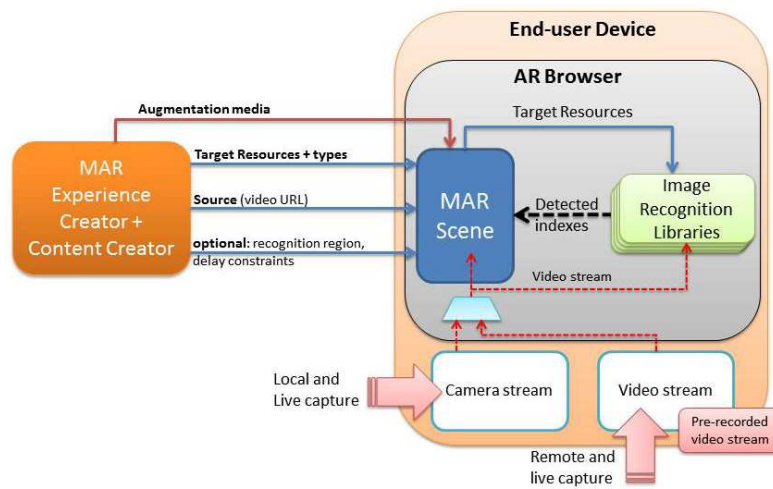 End-user Device
AR Browser
Augmentation media
Target Resources
MAR
Experience
Creator +
Content Creator
Target Resources + types
Source (video URL)
optional: recognition region,
delay constraints
MAR
Scene
Detected
indexes
Image
Recognition
Libraries
Video stream
Local and
Live capture
Camera stream
Video stream
Pre-recorded
video stream
Remote and
live capture